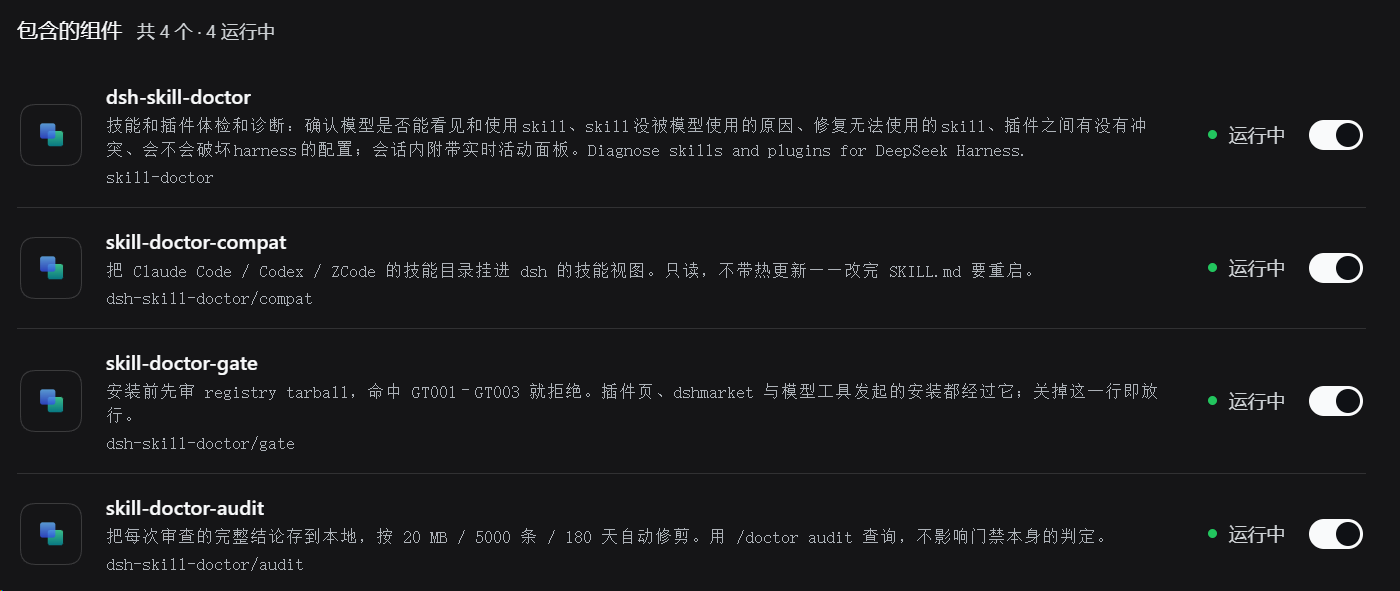 包含的组件 共 4 个 · 4 运行中
dsh-skill-doctor
技能和插件体检和诊断：确认模型是否能看见和使用skill、skill没被模型使用的原因、修复无法使用的skill、插件之间有没有冲
突、会不会破坏harness的配置；会话内附带实时活动面板。Diagnose skills and plugins for DeepSeek Harness.
skill-doctor
运行中
skill-doctor-compat
把 Claude Code / Codex / ZCode 的技能目录挂进 dsh 的技能视图。只读，不带热更新——改完 SKILL.md 要重启。
dsh-skill-doctor/compat
运行中
skill-doctor-gate
安装前先审 registry tarball，命中 GT001–GT003 就拒绝。插件页、dshmarket 与模型工具发起的安装都经过它；关掉这一行即放
行。
dsh-skill-doctor/gate
运行中
skill-doctor-audit
把每次审查的完整结论存到本地，按 20 MB / 5000 条 / 180 天自动修剪。用 /doctor audit 查询，不影响门禁本身的判定。
dsh-skill-doctor/audit
运行中